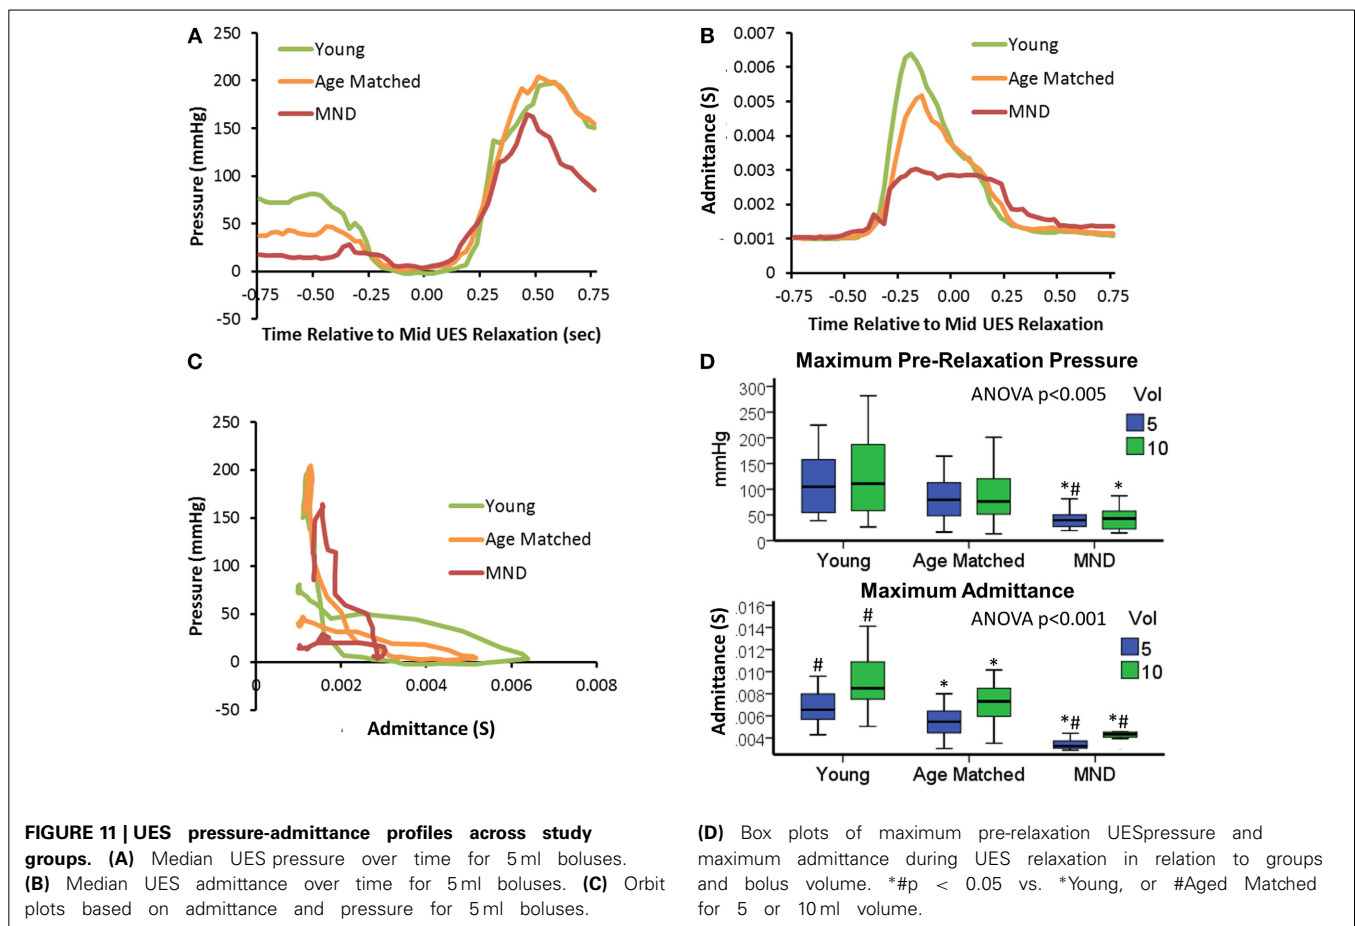 A
250
200
150
100
50
0
-50
Pressure (mmHg)
Young
Age Matched
MND
-0.75 -0.50 -0.25 0.00 0.25 0.50 0.75
Time Relative to Mid UES Relaxation (sec)
B
0.007
0.006
0.005
0.004
0.003
0.002
0.001
0
Admittance (S)
Young
Age Matched
MND
-0.75 -0.50 -0.25 0.00 0.25 0.50 0.75
Time Relative to Mid UES Relaxation
C
250
200
150
100
50
0
-50
Pressure (mmHg)
Young
Age Matched
MND
0 0.002 0.004 0.006 0.008
Admittance (S)
D Maximum Pre-Relaxation Pressure
ANOVA p<0.005
Vol
5
10
300
250
200
150
100
50
0
mmHg
*# *
Young Age Matched MND
Maximum Admittance
ANOVA p<0.001
Vol
5
10
.016
.014
.012
.010
.008
.006
.004
Admittance (S)
# # * * *# *#
Young Age Matched MND
FIGURE 11 | UES pressure-admittance profiles across study
groups. (A) Median UES pressure over time for 5 ml boluses.
(B) Median UES admittance over time for 5 ml boluses. (C) Orbit
plots based on admittance and pressure for 5 ml boluses.
(D) Box plots of maximum pre-relaxation UESpressure and
maximum admittance during UES relaxation in relation to groups
and bolus volume. *#p < 0.05 vs. *Young, or #Aged Matched
for 5 or 10 ml volume.